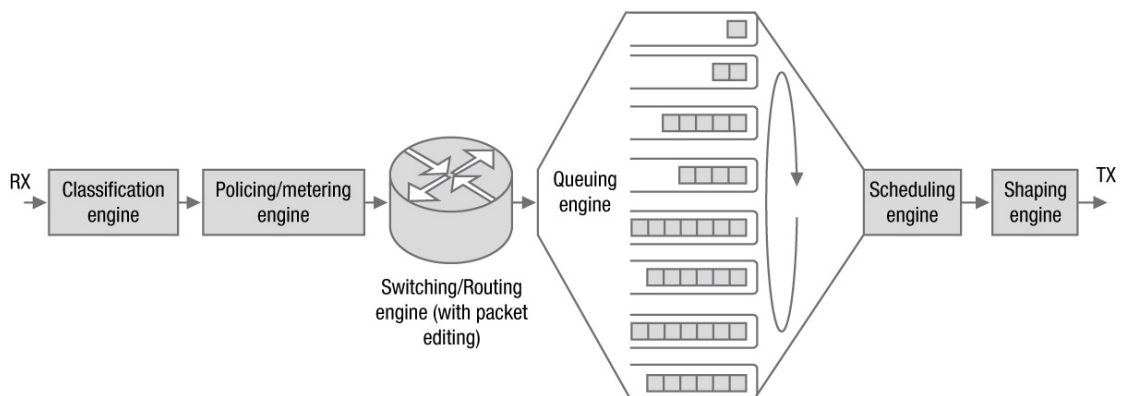 RX
Classification
engine
Policing/metering
engine
Switching/Routing
engine (with packet
editing)
Queuing
engine
Scheduling
engine
Shaping
engine
TX